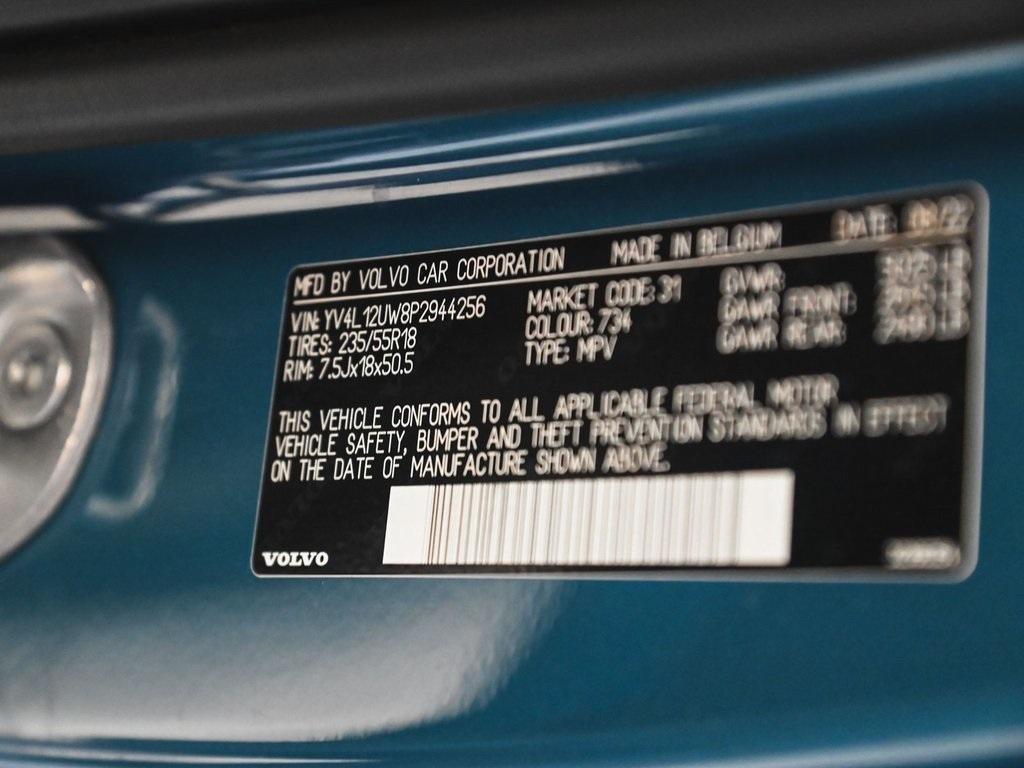 MFD BY VOLVO CAR CORPORATION MADE IN BELGIUM DATE:
VIN: YV4L12UW8P2944256 MARKET CODE: 31 GVWR:
TIRES: 235/55R18 COLOUR: 734 GAWR FRONT:
RIM: 7.5Jx18x50.5 TYPE: MPV GAWR REAR:
THIS VEHICLE CONFORMS TO ALL APPLICABLE FEDERAL MOTOR
VEHICLE SAFETY, BUMPER AND THEFT PREVENTION STANDARDS IN EFFECT
ON THE DATE OF MANUFACTURE SHOWN ABOVE.
VOLVO